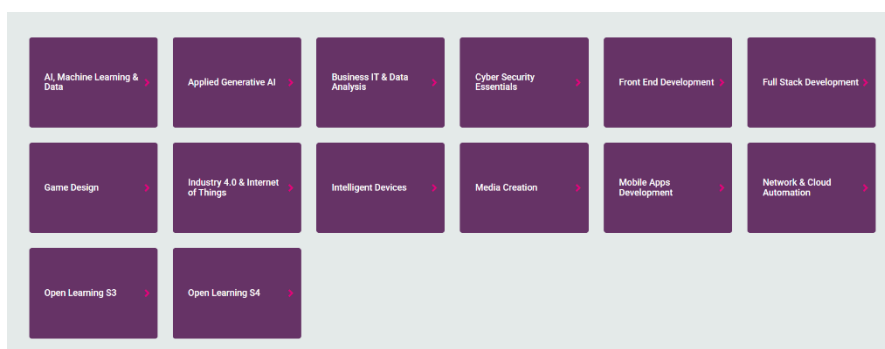 AI, Machine Learning &
Data
Applied Generative AI
Business IT & Data
Analysis
Cyber Security
Essentials
Front End Development
Full Stack Development
Game Design
Industry 4.0 & Internet
of Things
Intelligent Devices
Media Creation
Mobile Apps
Development
Network & Cloud
Automation
Open Learning S3
Open Learning S4